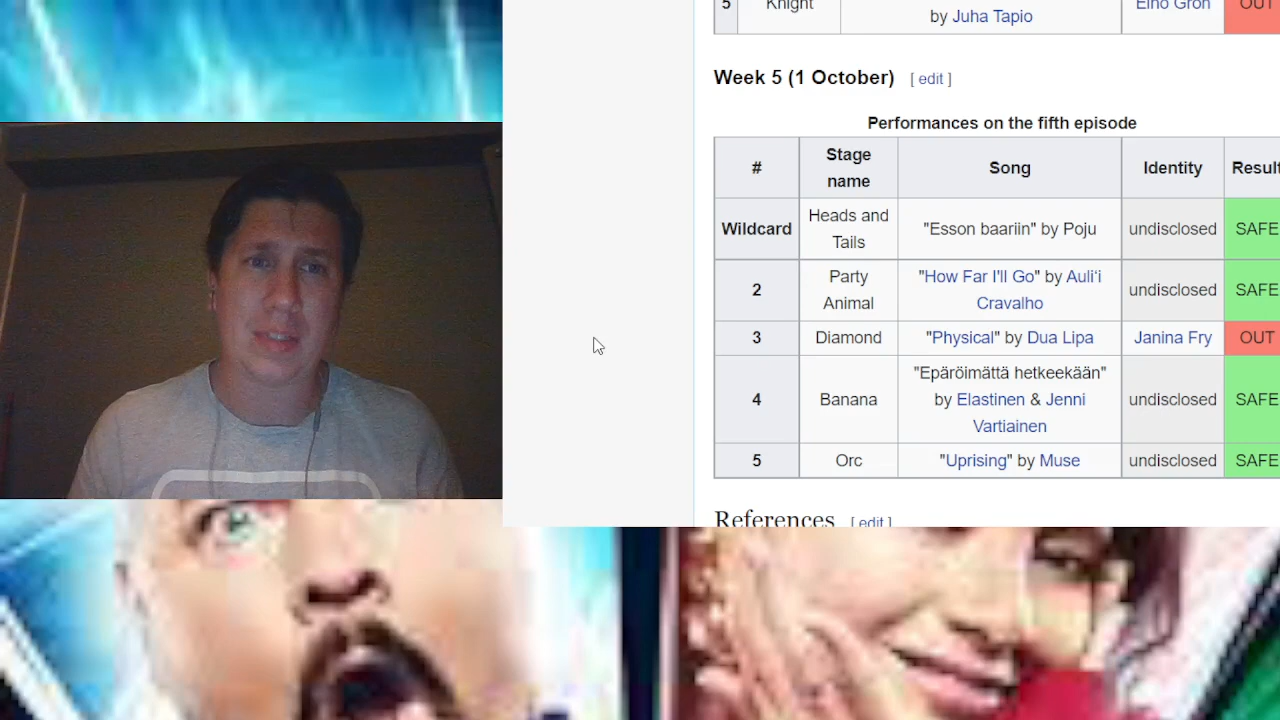 5 Knight by Juha Tapio Eino Grön OUT
Week 5 (1 October) [ edit ]
Performances on the fifth episode
# Stage name Song Identity Result
Wildcard Heads and Tails "Esson baariin" by Poju undisclosed SAFE
2 Party Animal "How Far I'll Go" by Auliʻi Cravalho undisclosed SAFE
3 Diamond "Physical" by Dua Lipa Janina Fry OUT
4 Banana "Epäröimättä hetkeekään" by Elastinen & Jenni Vartiainen undisclosed SAFE
5 Orc "Uprising" by Muse undisclosed SAFE
References [ edit ]